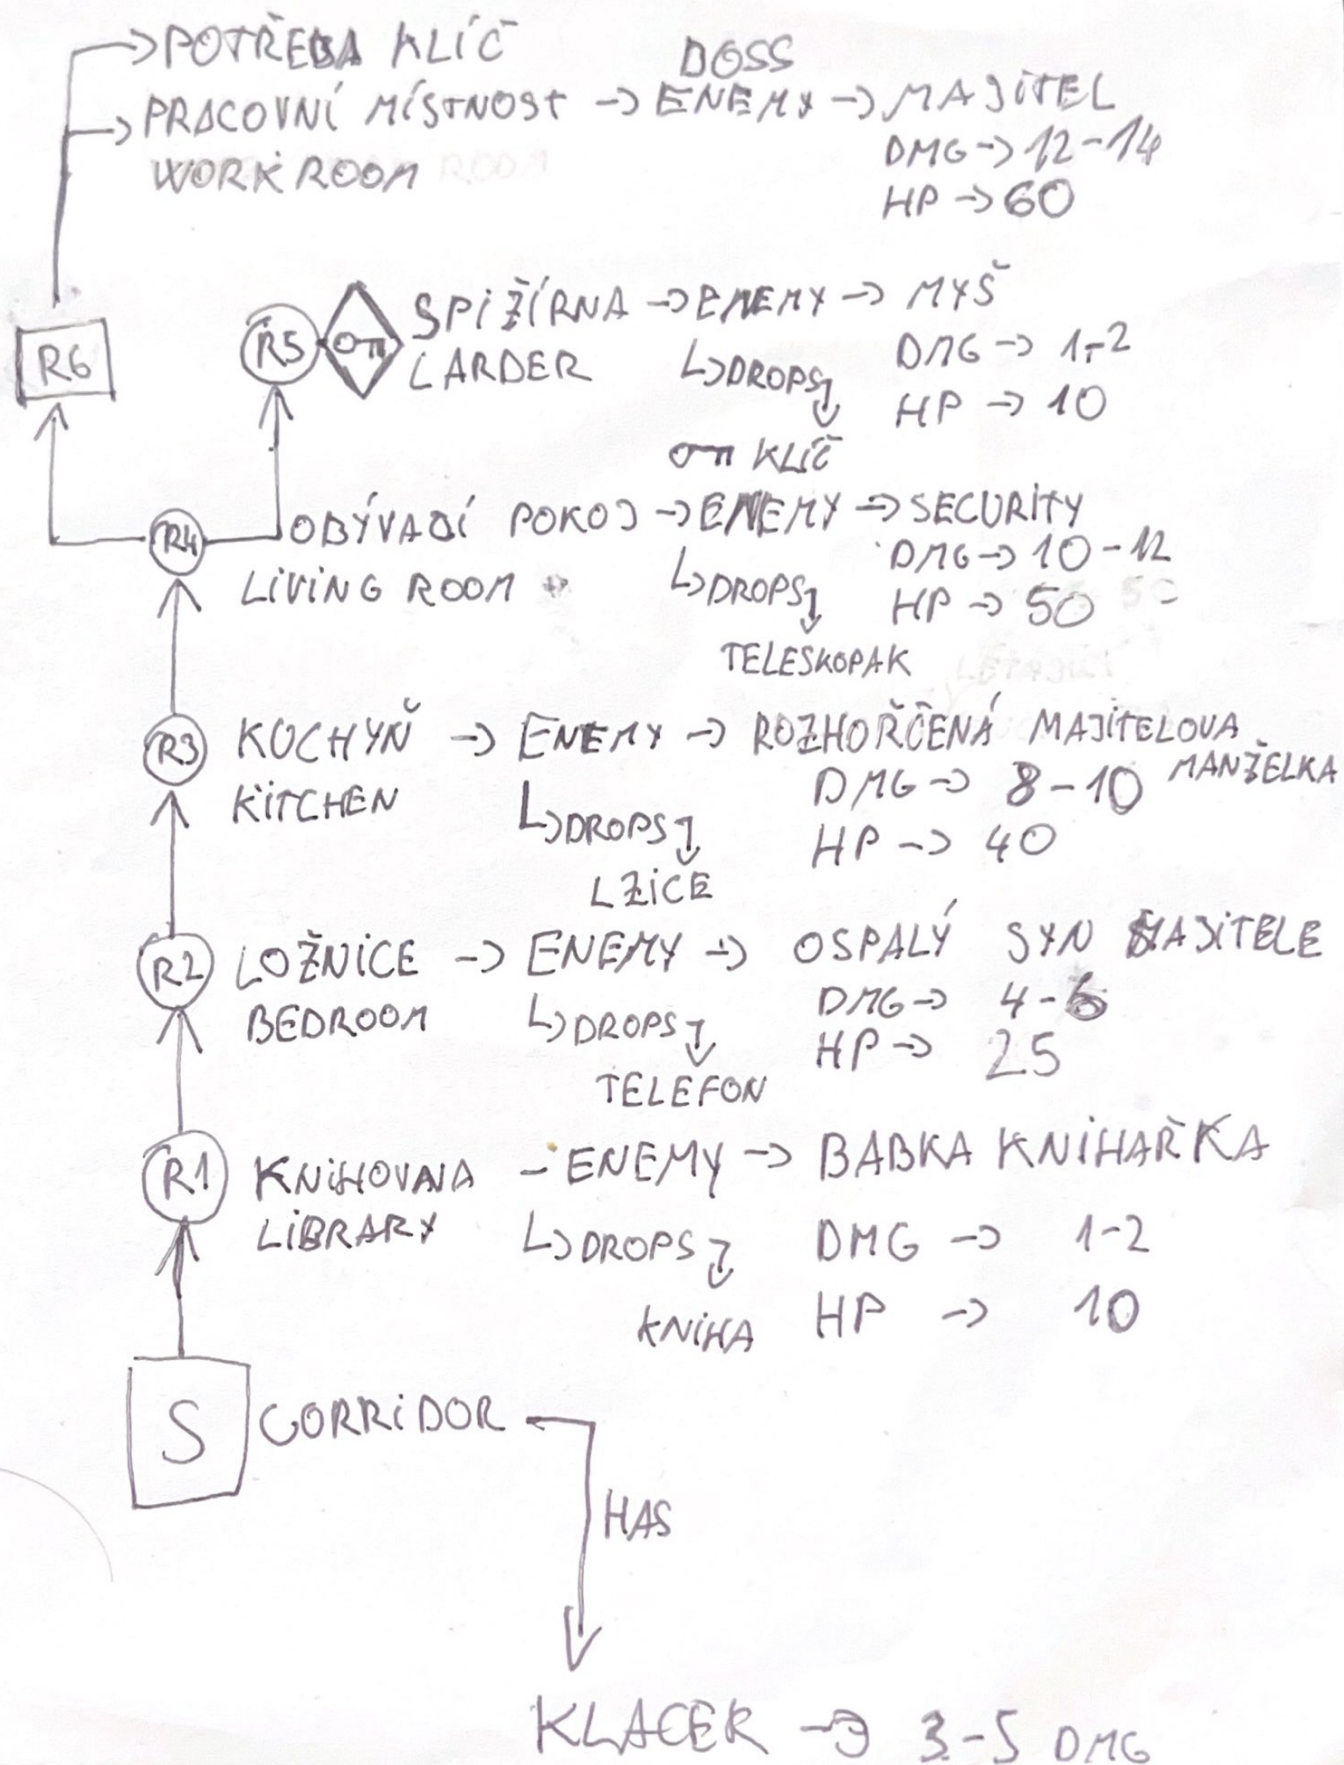 →POTŘEBA KLÍČ
BOSS
→PRACOVNÍ MÍSTNOST → ENEMY → MAJITEL
WORK ROOM
DMG → 12-14
HP → 60
R6
R5 SPIŽÍRNA → ENEMY → MYŠ
LARDER
↳DROPS
DMG → 1-2
HP → 10
KLÍČ
R4 OBÝVACÍ POKOJ → ENEMY → SECURITY
LIVING ROOM
↳DROPS
DMG → 10-12
HP → 50
TELESKOPAK
R3 KUCHYŇ → ENEMY → ROZHOŘČENÁ MAJITELOVA
MANŽELKA
KITCHEN
↳DROPS
DMG → 8-10
HP → 40
LŽICE
R2 LOŽNICE → ENEMY → OSPALÝ SYN MAJITELE
BEDROOM
↳DROPS
DMG → 4-6
HP → 25
TELEFON
R1 KNIHOVNA - ENEMY → BABKA KNIHAŘKA
LIBRARY
↳DROPS
DMG → 1-2
KNIHA
HP → 10
S CORRIDOR
HAS
KLACEK → 3-5 DMG